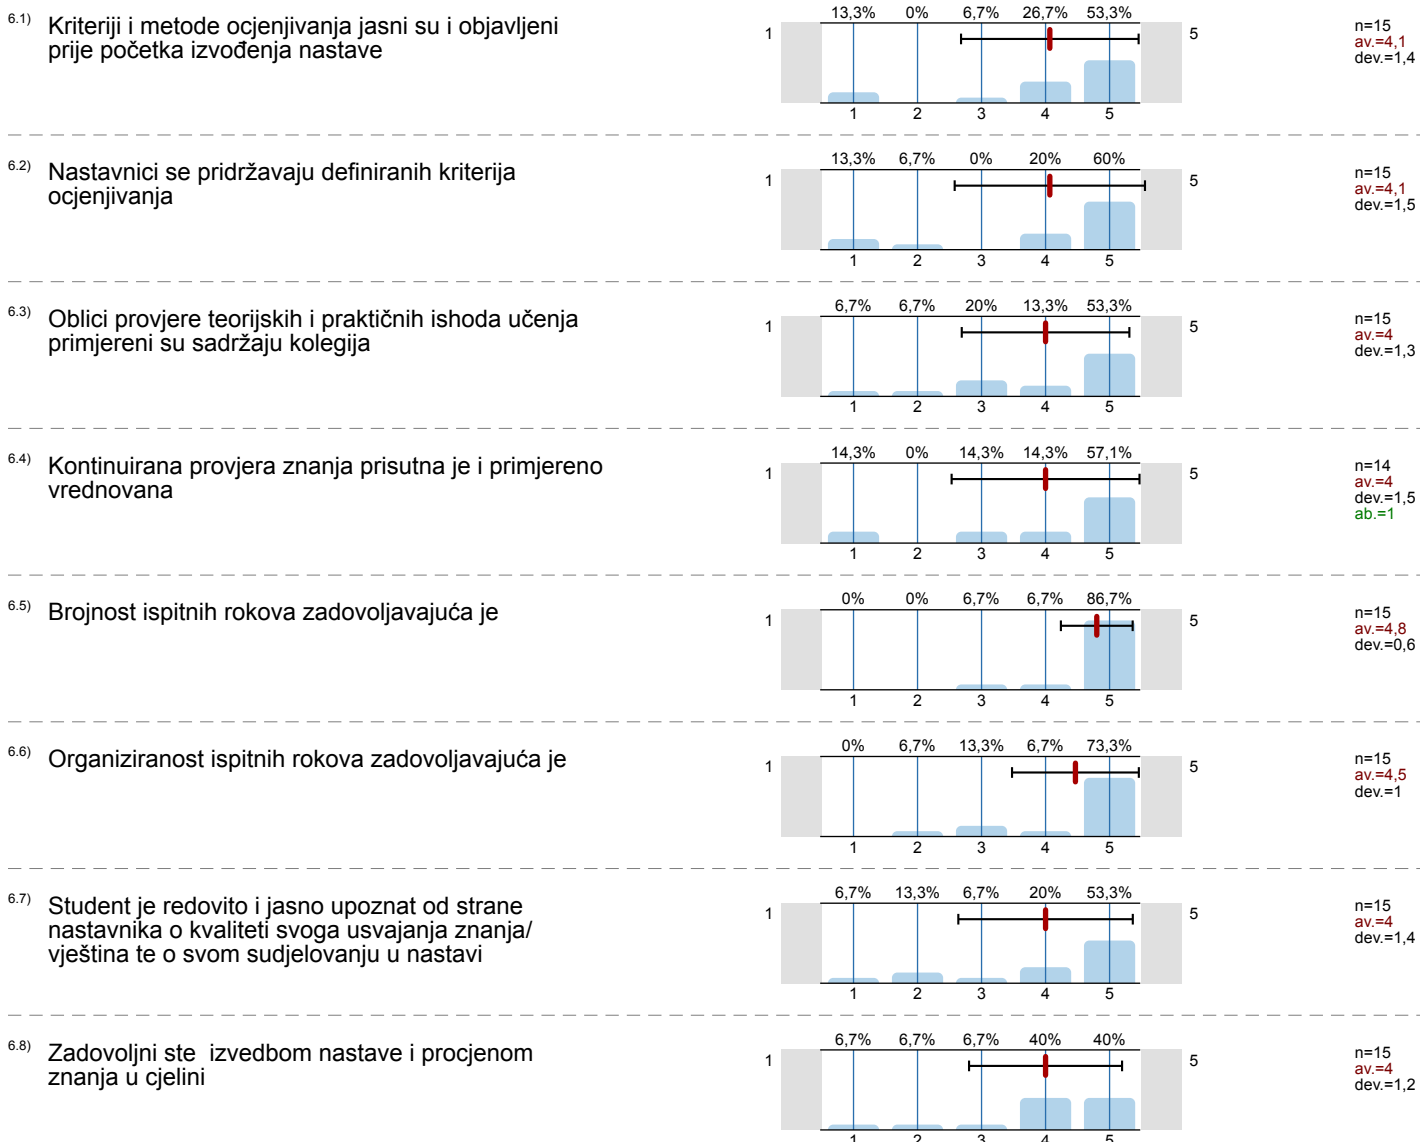 6.1) Kriteriji i metode ocjenjivanja jasni su i objavljeni
prije početka izvođenja nastave
13,3% 0% 6,7% 26,7% 53,3%
1 5
1 2 3 4 5
n=15
av.=4,1
dev.=1,4
6.2) Nastavnici se pridržavaju definiranih kriterija
ocjenjivanja
13,3% 6,7% 0% 20% 60%
1 5
1 2 3 4 5
n=15
av.=4,1
dev.=1,5
6.3) Oblici provjere teorijskih i praktičnih ishoda učenja
primjereni su sadržaju kolegija
6,7% 6,7% 20% 13,3% 53,3%
1 5
1 2 3 4 5
n=15
av.=4
dev.=1,3
6.4) Kontinuirana provjera znanja prisutna je i primjereno
vrednovana
14,3% 0% 14,3% 14,3% 57,1%
1 5
1 2 3 4 5
n=14
av.=4
dev.=1,5
ab.=1
6.5) Brojnost ispitnih rokova zadovoljavajuća je
0% 0% 6,7% 6,7% 86,7%
1 5
1 2 3 4 5
n=15
av.=4,8
dev.=0,6
6.6) Organiziranost ispitnih rokova zadovoljavajuća je
0% 6,7% 13,3% 6,7% 73,3%
1 5
1 2 3 4 5
n=15
av.=4,5
dev.=1
6.7) Student je redovito i jasno upoznat od strane
nastavnika o kvaliteti svoga usvajanja znanja/
vještina te o svom sudjelovanju u nastavi
6,7% 13,3% 6,7% 20% 53,3%
1 5
1 2 3 4 5
n=15
av.=4
dev.=1,4
6.8) Zadovoljni ste izvedbom nastave i procjenom
znanja u cjelini
6,7% 6,7% 6,7% 40% 40%
1 5
1 2 3 4 5
n=15
av.=4
dev.=1,2